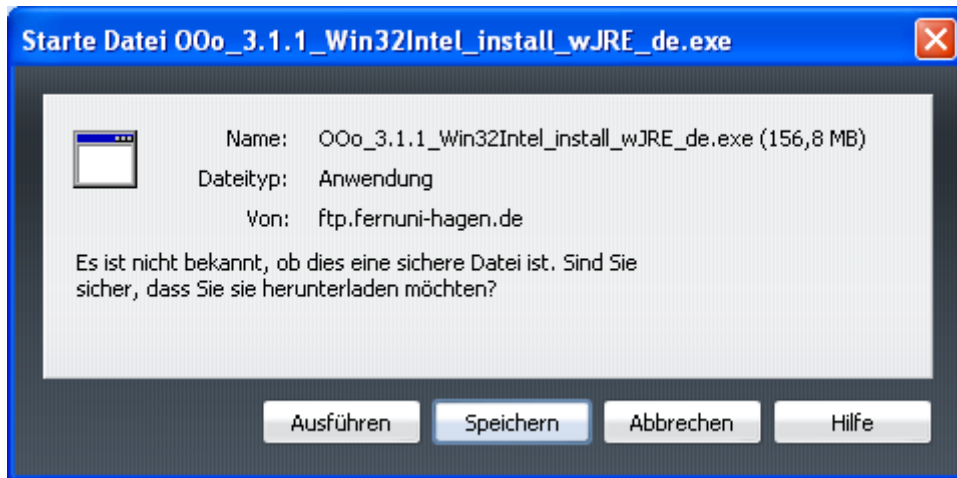 Starte Datei OOo_3.1.1_Win32Intel_install_wJRE_de.exe
Name: OOo_3.1.1_Win32Intel_install_wJRE_de.exe (156,8 MB)
Dateityp: Anwendung
Von: ftp.fernuni-hagen.de
Es ist nicht bekannt, ob dies eine sichere Datei ist. Sind Sie
sicher, dass Sie sie herunterladen möchten?
Ausführen Speichern Abbrechen Hilfe